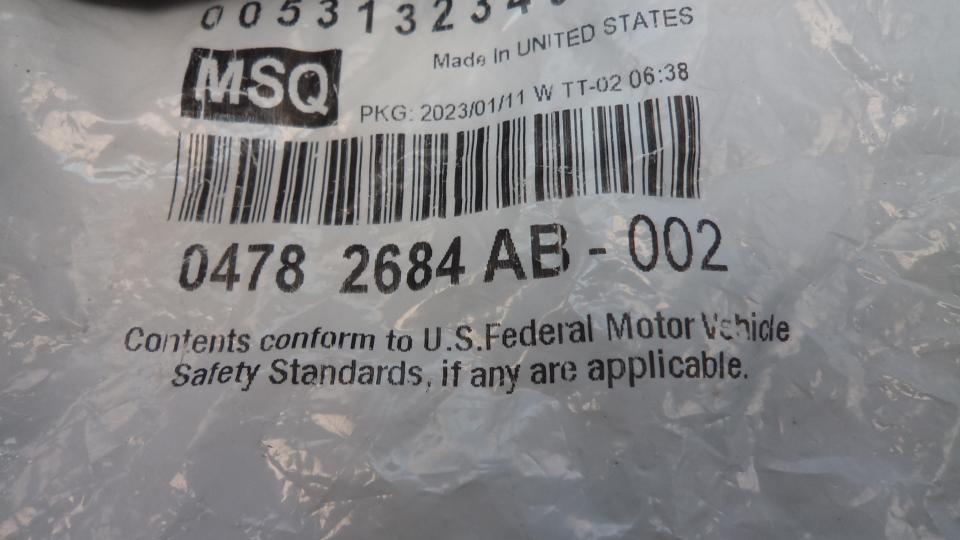 005313234
Made In UNITED STATES
MSQ
PKG: 2023/01/11 W TT-02 06:38
0478 2684 AB - 002
Contents conform to U.S.Federal Motor Vehicle
Safety Standards, if any are applicable.